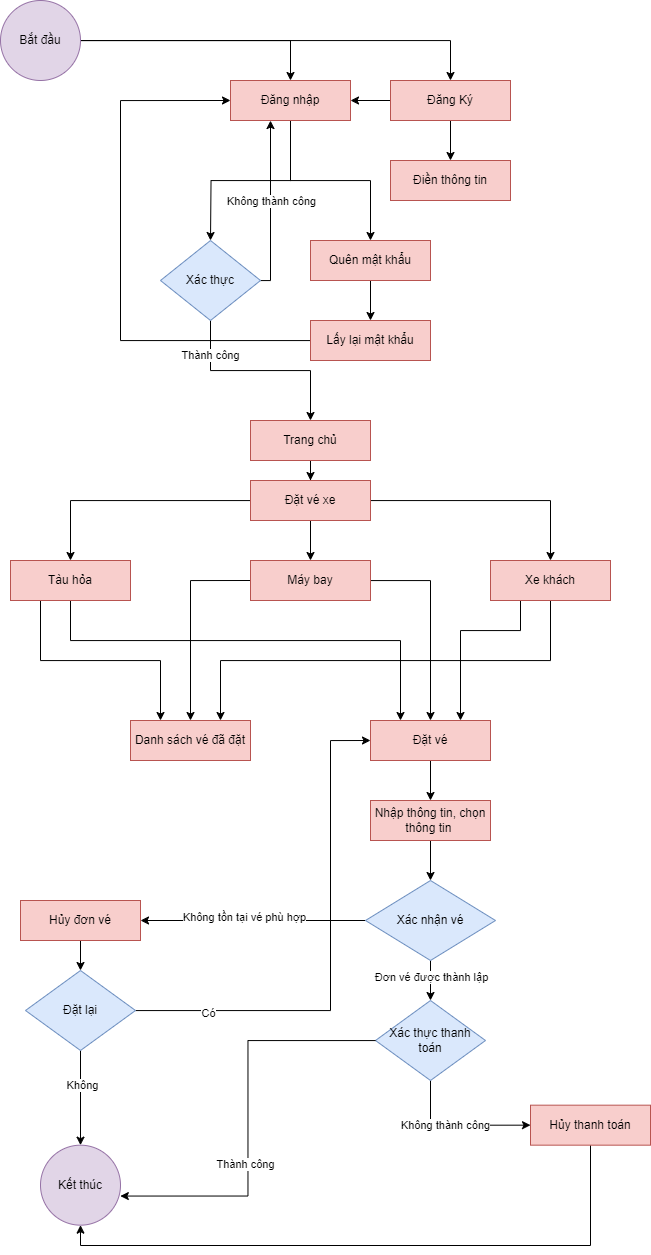 Bắt đầu
Đăng nhập
Đăng Ký
Điền thông tin
Không thành công
Xác thực
Quên mật khẩu
Lấy lại mật khẩu
Thành công
Trang chủ
Đặt vé xe
Tàu hỏa
Máy bay
Xe khách
Danh sách vé đã đặt
Đặt vé
Nhập thông tin, chọn
thông tin
Hủy đơn vé
Không tồn tại vé phù hợp
Xác nhận vé
Đơn vé được thành lập
Đặt lại
Có
Xác thực thanh
toán
Không
Không thành công
Hủy thanh toán
Thành công
Kết thúc